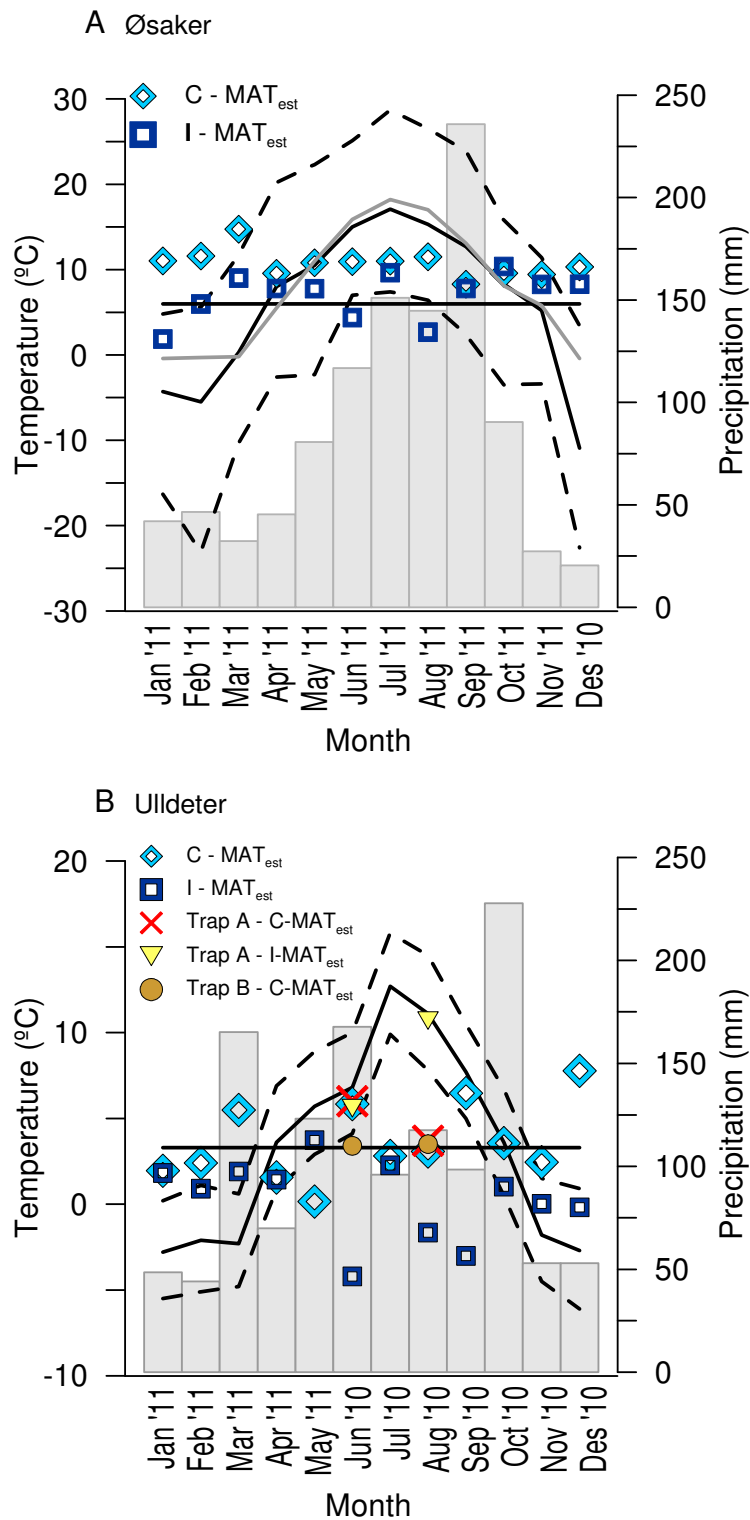 A Øsaker
C - MATest
I - MATest
30
20
10
0
-10
-20
-30
Temperature (ºC)
250
200
150
100
50
0
Precipitation (mm)
Jan '11
Feb '11
Mar '11
Apr '11
May '11
Jun '11
Jul '11
Aug '11
Sep '11
Oct '11
Nov '11
Des '10
Month
B Ulldeter
C - MATest
I - MATest
Trap A - C-MATest
Trap A - I-MATest
Trap B - C-MATest
20
10
0
-10
Temperature (ºC)
250
200
150
100
50
0
Precipitation (mm)
Jan '11
Feb '11
Mar '11
Apr '11
May '11
Jun '10
Jul '10
Aug '10
Sep '10
Oct '10
Nov '10
Des '10
Month